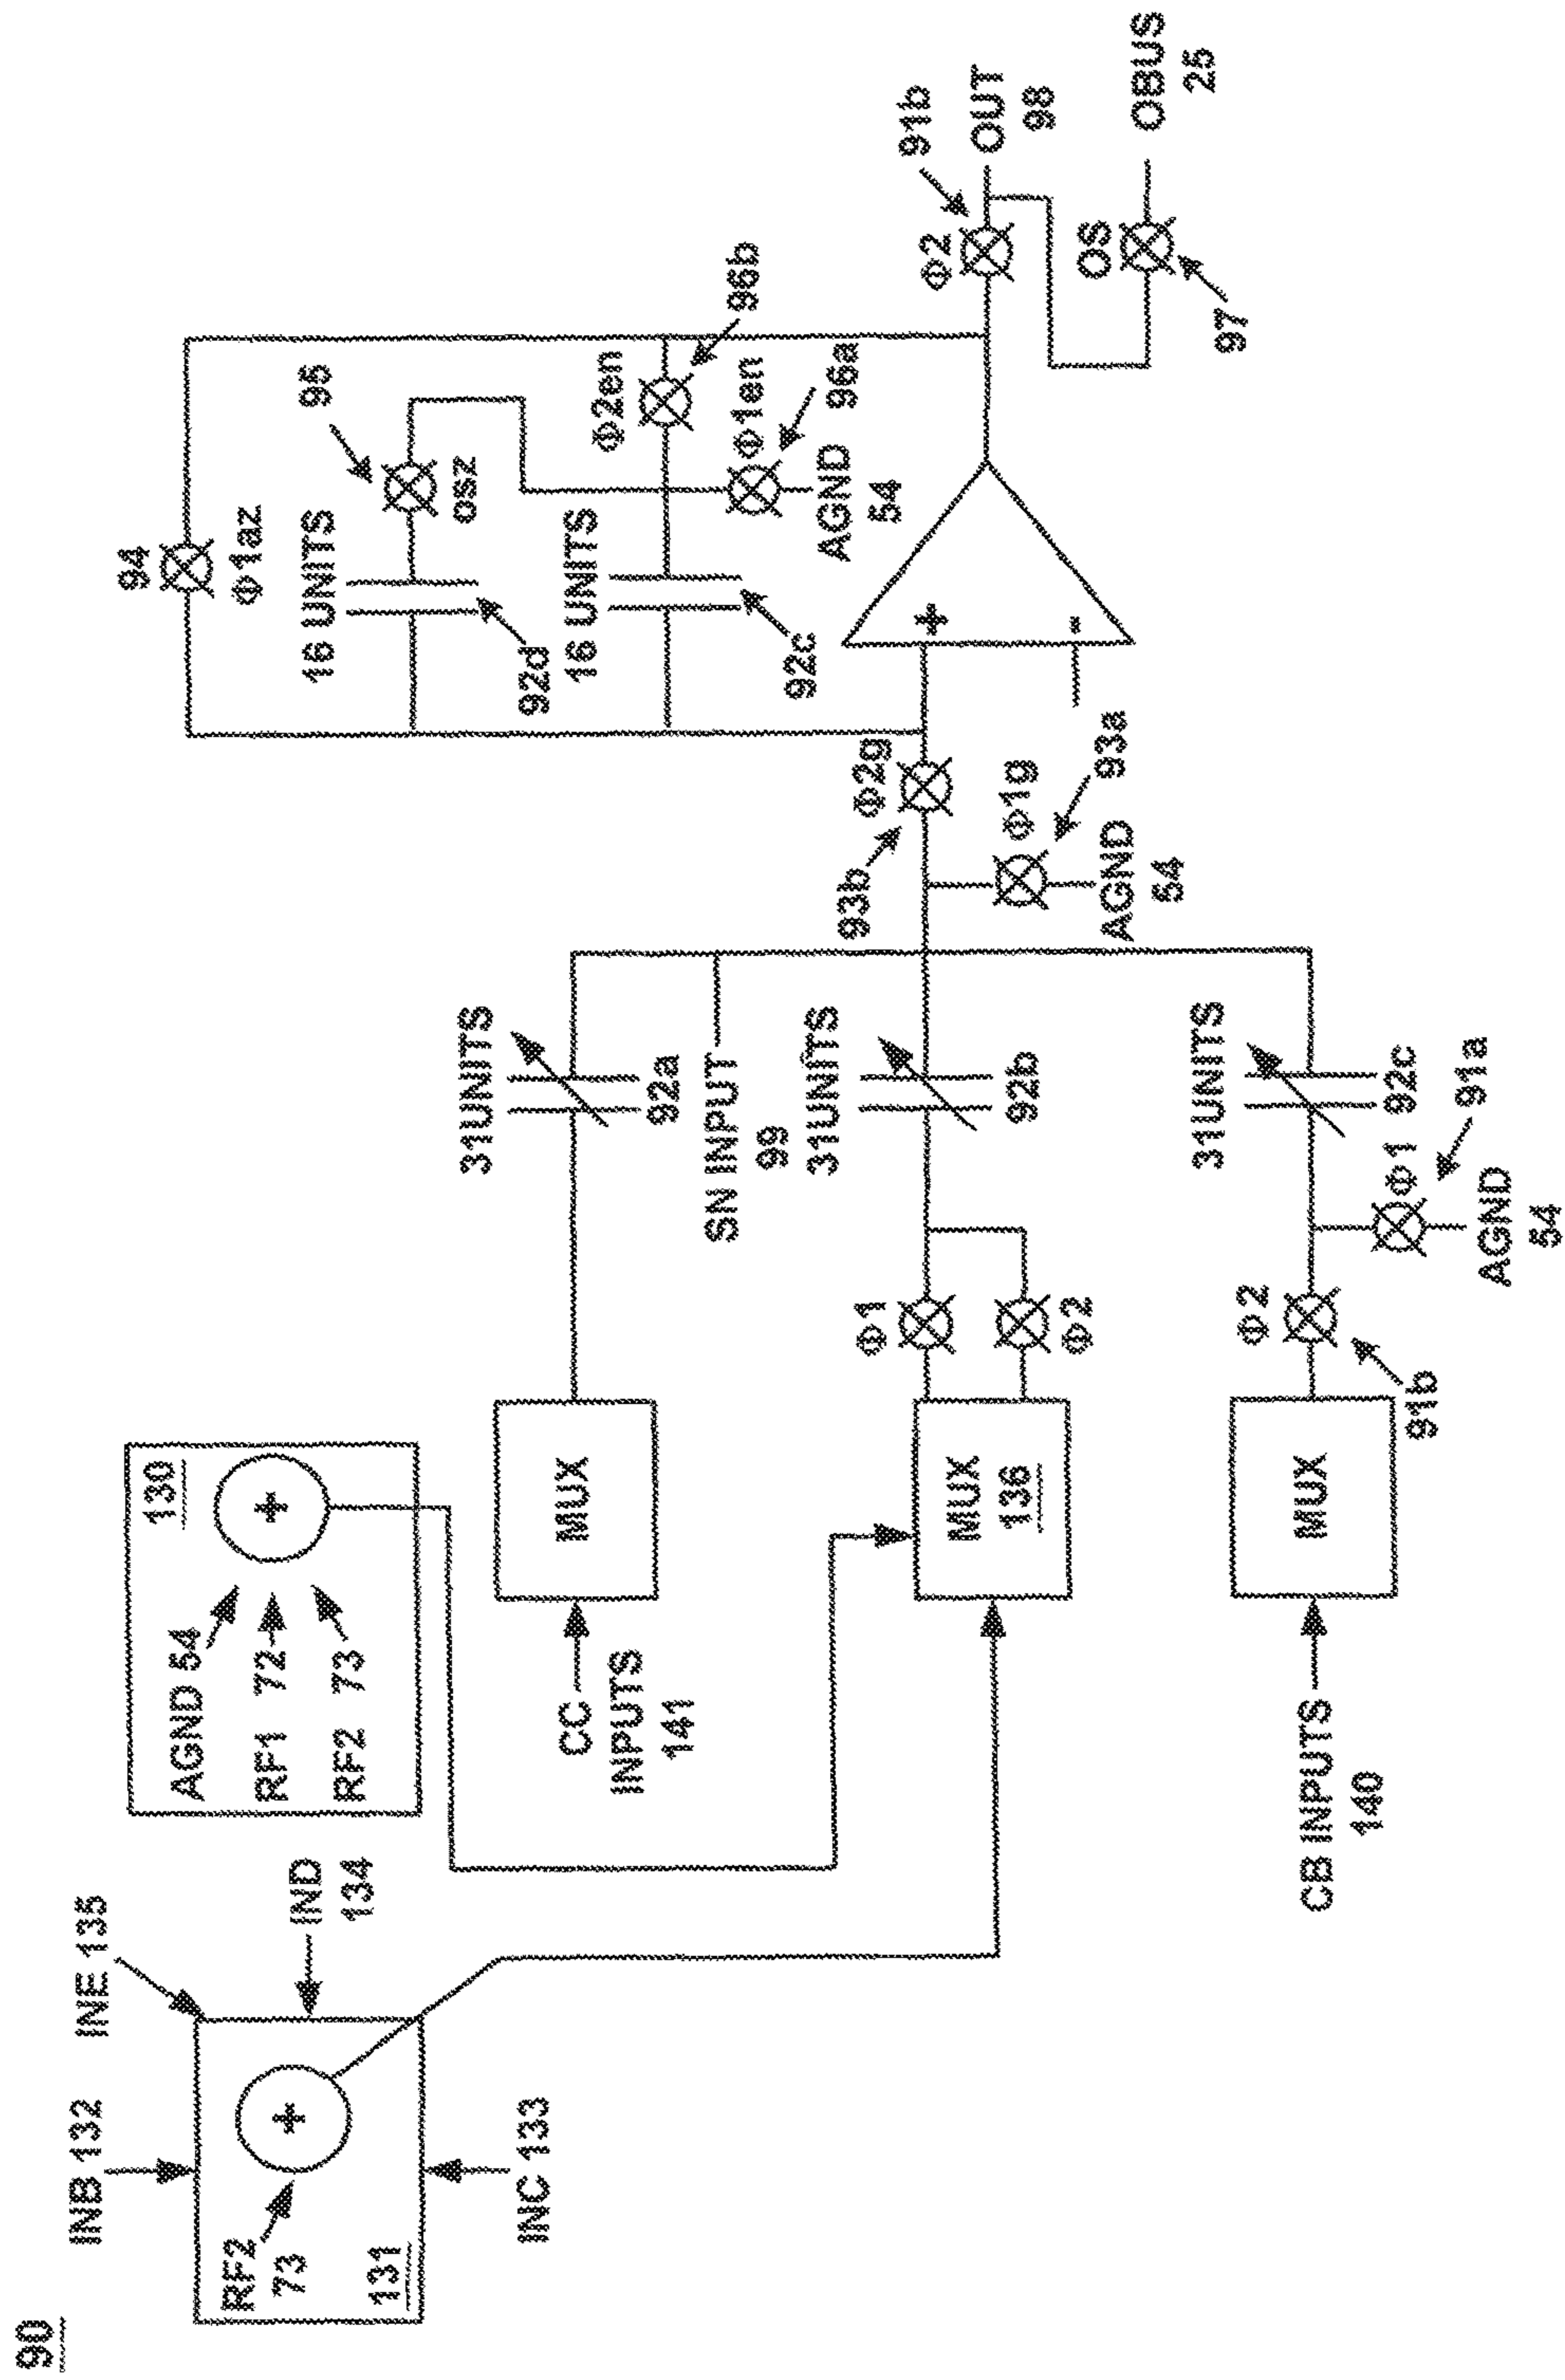 90
INB 132
INE 135
IND
134
RF2
73
+
131
INC 133
130
AGND 54
RF1 72
RF2 73
+
CC
INPUTS
141
MUX
MUX
136
CB INPUTS
140
MUX
Φ1
Φ2
Φ2
91b
Φ1
91a
AGND
54
31UNITS
92a
SN INPUT
99
31UNITS
92b
31UNITS
92c
93b
Φ2g
Φ1g
93a
AGND
54
94
Φ1az
16 UNITS
92d
95
osz
16 UNITS
92c
Φ2en
96b
Φ1en
96a
AGND
54
+
-
Φ2
91b
OUT
98
OS
97
OBUS
25